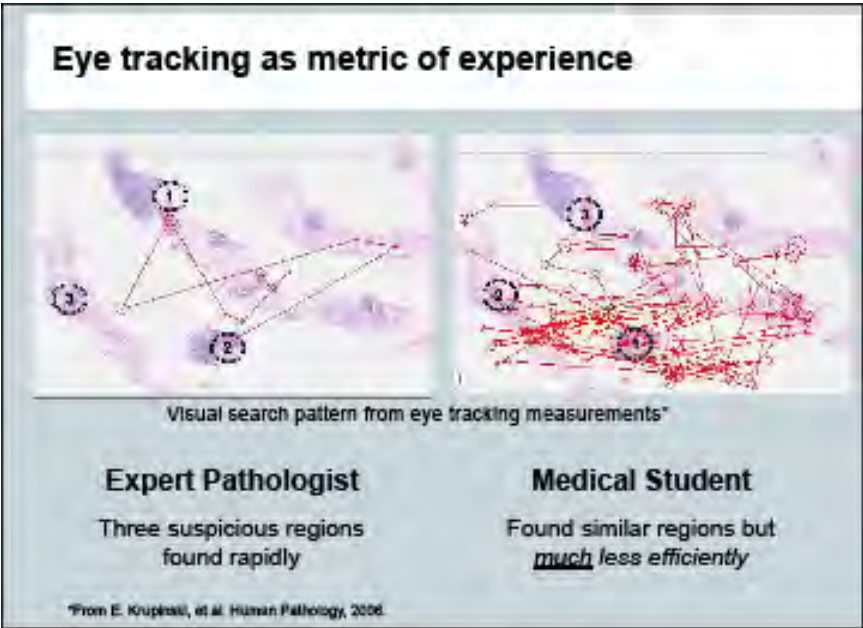 Eye tracking as metric of experience
1
2
3
3
2
1
Visual search pattern from eye tracking measurements*
Expert Pathologist
Three suspicious regions
found rapidly
Medical Student
Found similar regions but
much less efficiently
*From E. Krupinski, et al. Human Pathology, 2006.